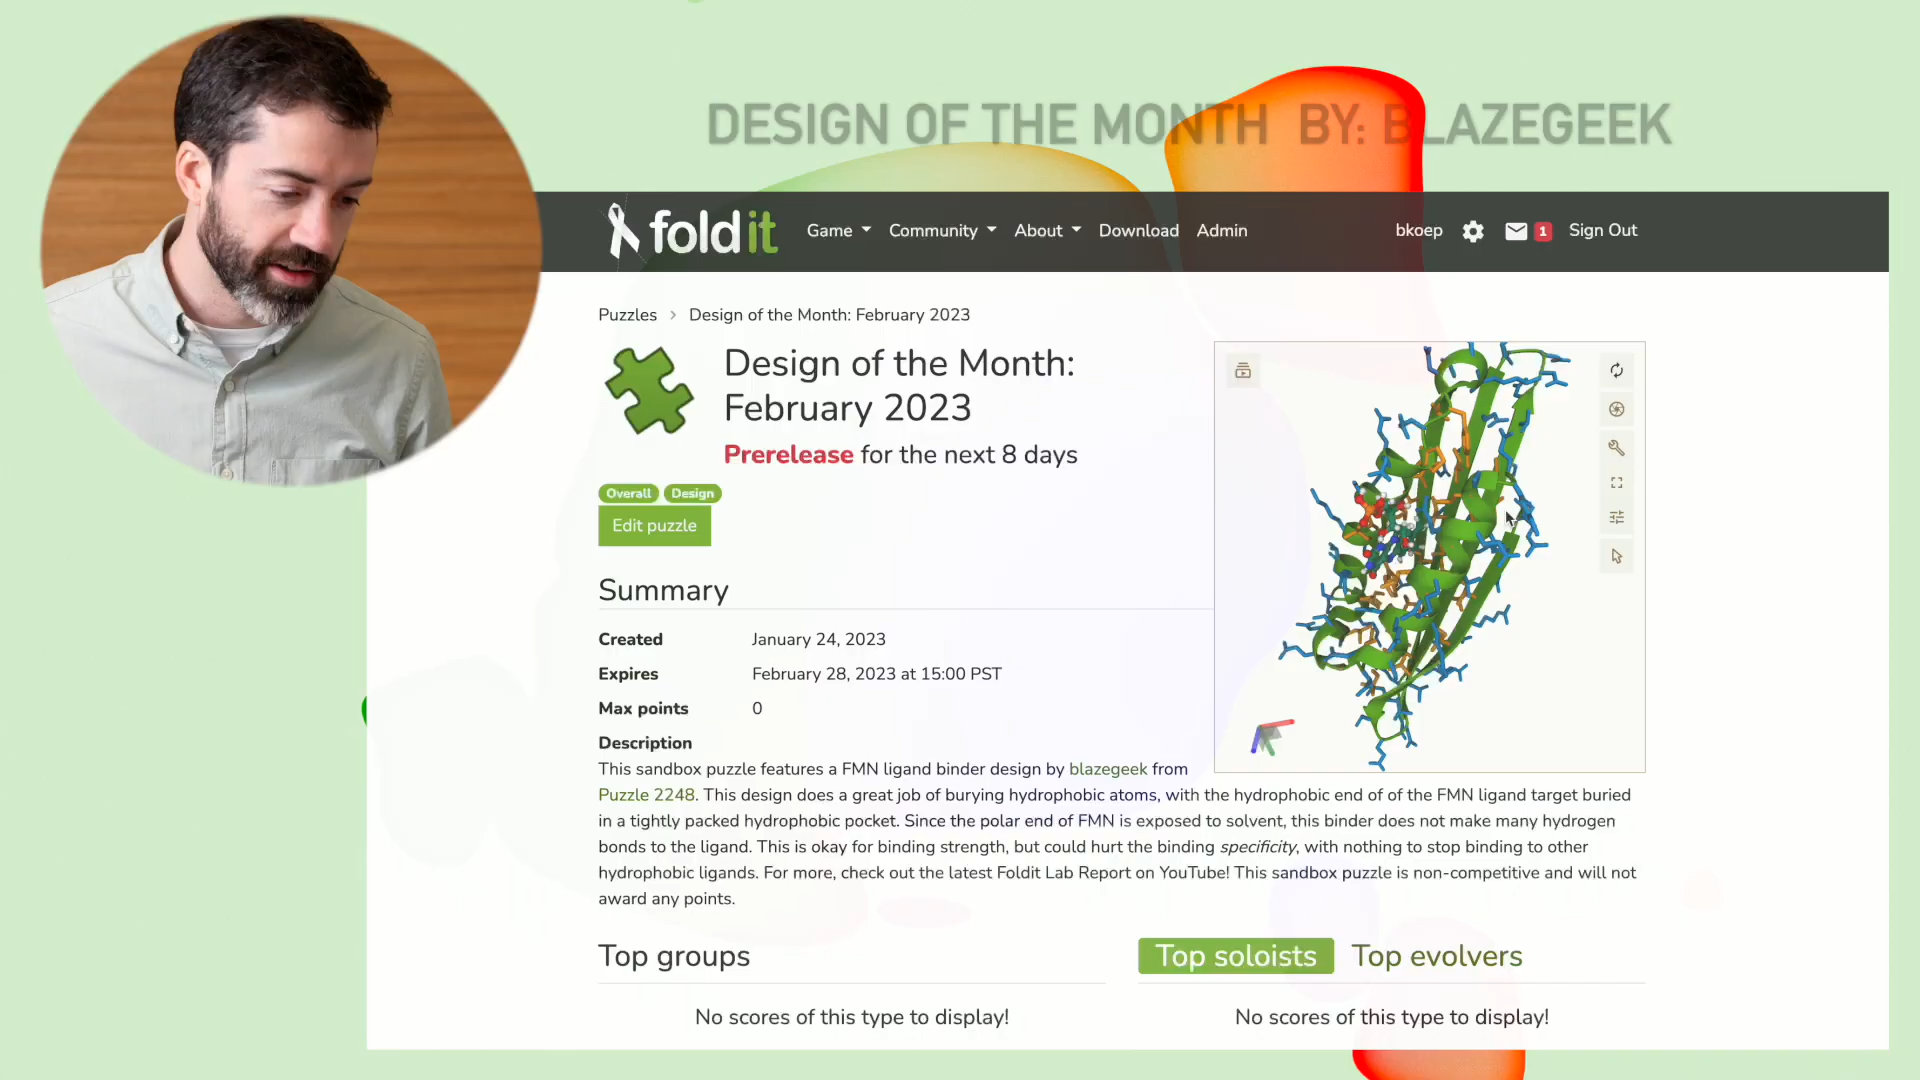 DESIGN OF THE MONTH BY: BLAZEGEEK
foldit
Game Community About Download Admin
bkoep 1 Sign Out
Puzzles > Design of the Month: February 2023
Design of the Month:
February 2023
Prerelease for the next 8 days
Overall Design
Edit puzzle
Summary
Created January 24, 2023
Expires February 28, 2023 at 15:00 PST
Max points 0
Description
This sandbox puzzle features a FMN ligand binder design by blazegeek from
Puzzle 2248. This design does a great job of burying hydrophobic atoms, with the hydrophobic end of of the FMN ligand target buried
in a tightly packed hydrophobic pocket. Since the polar end of FMN is exposed to solvent, this binder does not make many hydrogen
bonds to the ligand. This is okay for binding strength, but could hurt the binding specificity, with nothing to stop binding to other
hydrophobic ligands. For more, check out the latest Foldit Lab Report on YouTube! This sandbox puzzle is non-competitive and will not
award any points.
Top groups
No scores of this type to display!
Top soloists Top evolvers
No scores of this type to display!